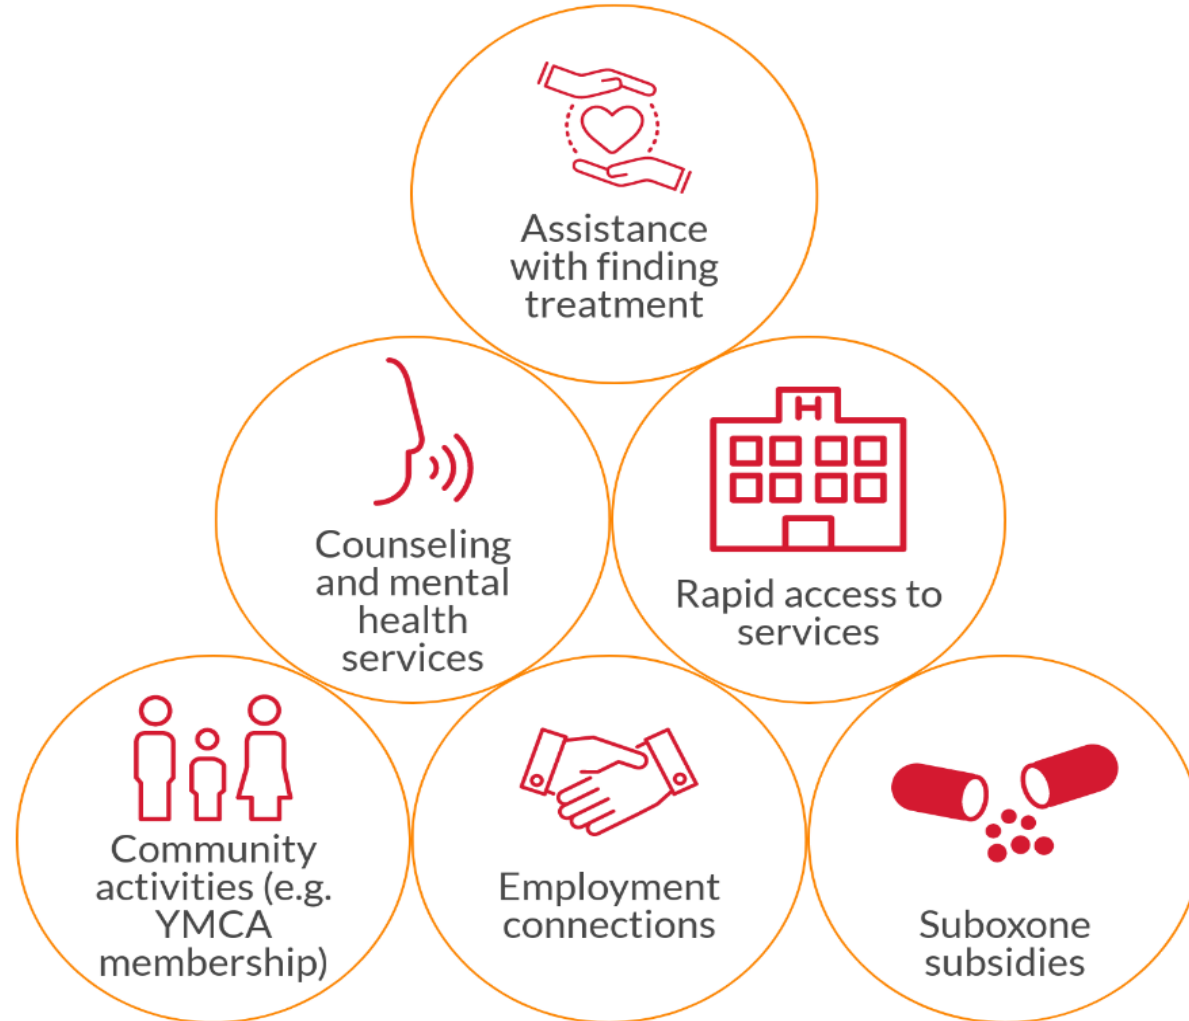 Assistance
with finding
treatment
H
Counseling
and mental
health
services
Rapid access to
services
Community
activities (e.g.
YMCA
membership)
Employment
connections
Suboxone
subsidies